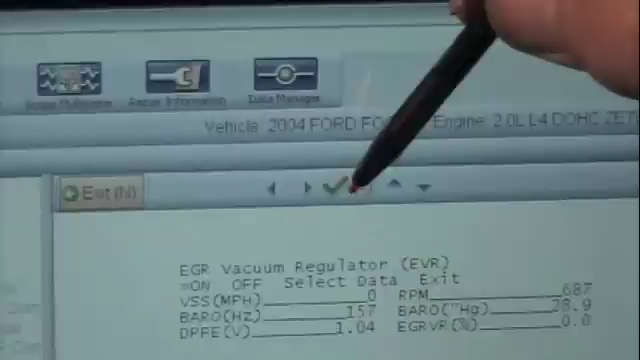 Repair Information
Data Manager
Vehicle: 2004 FORD Engine: 2.0L L4 DOHC
Exit (N)
EGR Vacuum Regulator (EVR)
=ON OFF Select Data Exit
VSS(MPH) 0 RPM 687
BARO(Hz) 157 BARO("Hg) 28.9
DPFE(V) 1.04 EGRVR(%) 0.0